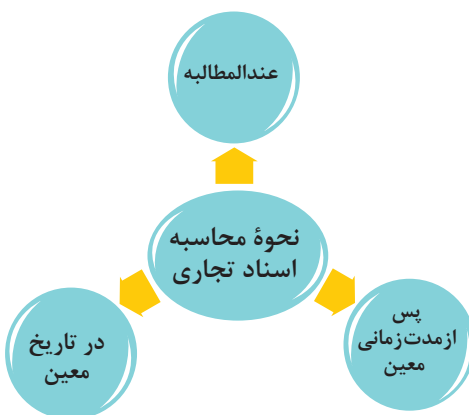 عندالمطالبه
نحوهٔ محاسبه
اسناد تجاری
پس
ازمدت‌زمانی
معین
در تاریخ
معین